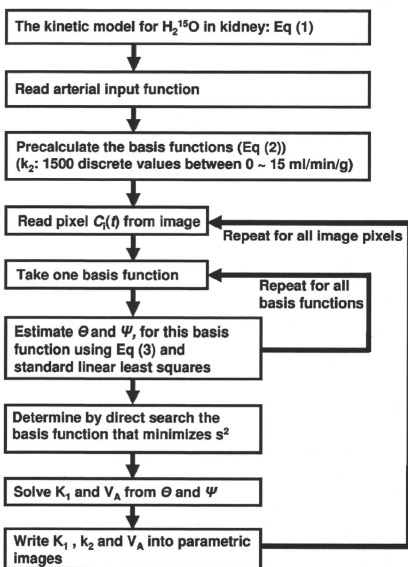 The kinetic model for H₂¹⁵O in kidney: Eq (1)
Read arterial input function
Precalculate the basis functions (Eq (2))
(k₂: 1500 discrete values between 0 ~ 15 ml/min/g)
Read pixel Cᵢ(t) from image
Repeat for all image pixels
Take one basis function
Repeat for all
basis functions
Estimate Θ and Ψ, for this basis
function using Eq (3) and
standard linear least squares
Determine by direct search the
basis function that minimizes s²
Solve K₁ and V_A from Θ and Ψ
Write K₁ , k₂ and V_A into parametric
images